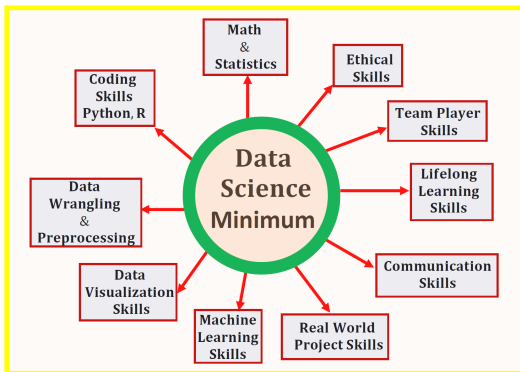 Math
&
Statistics
Ethical
Skills
Team Player
Skills
Lifelong
Learning
Skills
Communication
Skills
Real World
Project Skills
Machine
Learning
Skills
Data
Visualization
Skills
Data
Wrangling
&
Preprocessing
Coding
Skills
Python, R
Data
Science
Minimum